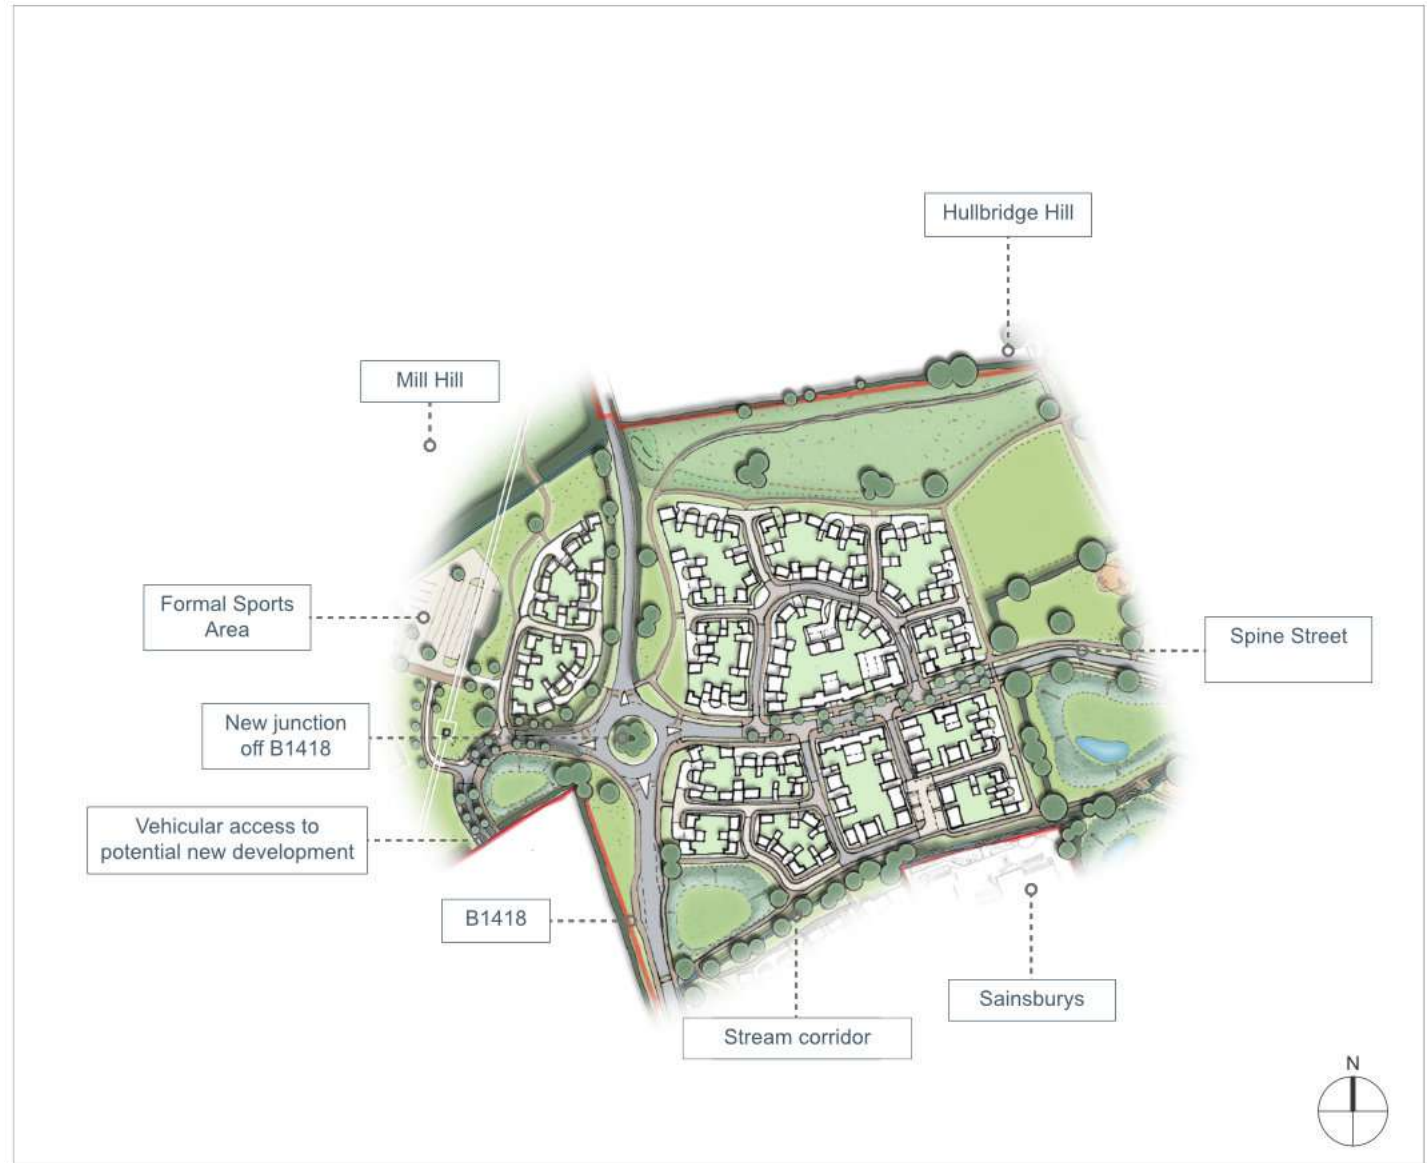 Hullbridge Hill
Mill Hill
Formal Sports
Area
Spine Street
New junction
off B1418
Vehicular access to
potential new development
B1418
Sainsburys
Stream corridor
N